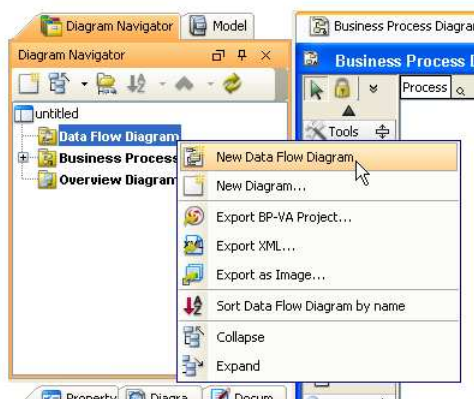 Diagram Navigator
Model
Business Process Diagra
Diagram Navigator
Business Process D
Process
untitled
Tools
Data Flow Diagram
Business Process
Overview Diagram
New Data Flow Diagram
New Diagram...
Export BP-VA Project...
Export XML...
Export as Image...
Sort Data Flow Diagram by name
Collapse
Expand
Property
Diagra
Docum